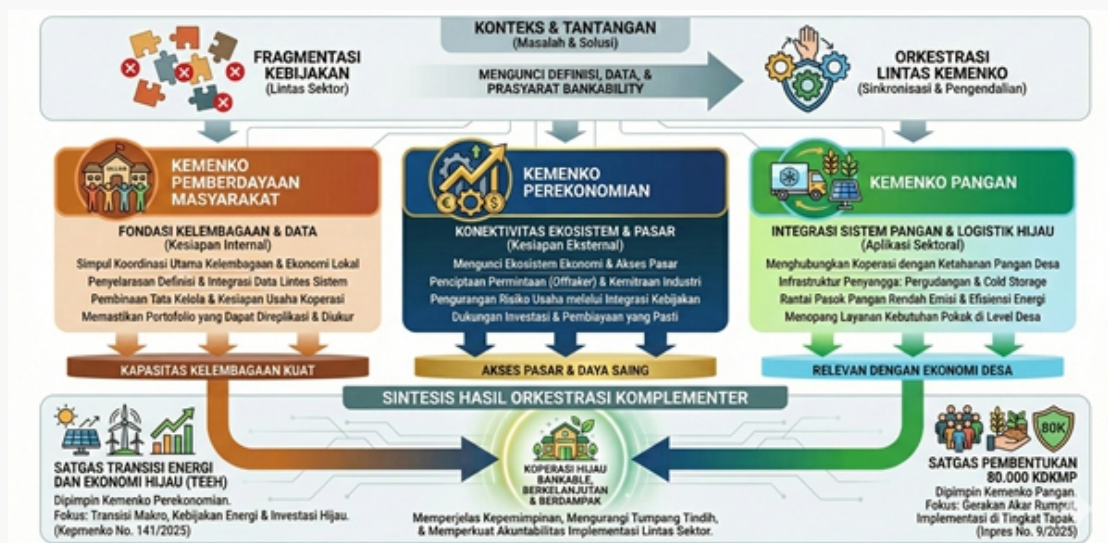 KONTEKS & TANTANGAN
(Masalah & Solusi)
FRAGMENTASI
KEBIJAKAN
(Lintas Sektor)
MENGUNCI DEFINISI, DATA, &
PRASYARAT BANKABILITY
ORKESTRASI
LINTAS KEMENKO
(Sinkronisasi & Pengendalian)
KEMENKO
PEMBERDAYAAN
MASYARAKAT
FONDASI KELEMBAGAAN & DATA
(Kesiapan Internal)
Simpul Koordinasi Utama Kelembagaan & Ekonomi Lokal
Penyelarasan Definisi & Integrasi Data Lintes Sistem
Pembinaan Tata Kelola & Kesiapan Usaha Koperasi
Memastikan Portofolio yang Dapat Direplikasi & Diukur
KAPASITAS KELEMBAGAAN KUAT
KEMENKO
PEREKONOMIAN
KONEKTIVITAS EKOSISTEM & PASAR
(Kesiapan Eksternal)
Mengunci Ekosistem Ekonomi & Akses Pasar
Penciptaan Permintaan (Offtaker) & Kemitraan Industri
Pengurangan Risiko Usaha melelui Integrasi Kebijakan
Dukungan Investasi & Pembiayaan yang Pasti
AKSES PASAR & DAYA SAING
KEMENKO PANGAN
INTEGRASI SISTEM PANGAN & LOGISTIK HIJAU
(Aplikasi Sektoral)
Menghubungkan Koperasi dengan Ketahanan Pangan Desa
Infrastruktur Penyangga: Pergudangan & Cold Storage
Rantai Pasok Pangan Rendah Emisi & Efisiensi Energi
Menopang Layanan Kebutuhan Pokok di Level Desa
RELEVAN DENGAN EKONOMI DESA
SINTESIS HASIL ORKESTRASI KOMPLEMENTER
SATGAS TRANSISI ENERGI
DAN EKONOMI HIJAU (TEEH)
Dipimpin Kemenko Perekonomian.
Fokus: Transisi Makro, Kebijakan Energi & Investasi Hijau.
(Kepmenko No. 141/2025)
KOPERASI HIJAU
BANKABLE,
BERKELANJUTAN
& BERDAMPAK
Memperjelas Kepemimpinan, Mengurangi Tumpang Tindih,
& Memperkuat Akuntabilitas Implementasi Lintas Sektor.
80K
SATGAS PEMBENTUKAN
80.000 KDKMP
Dipimpin Kemenko Pangan.
Fokus: Gerakan Akar Rumput,
Implementasi di Tingkat Tapak.
(Inpres No. 9/2025)